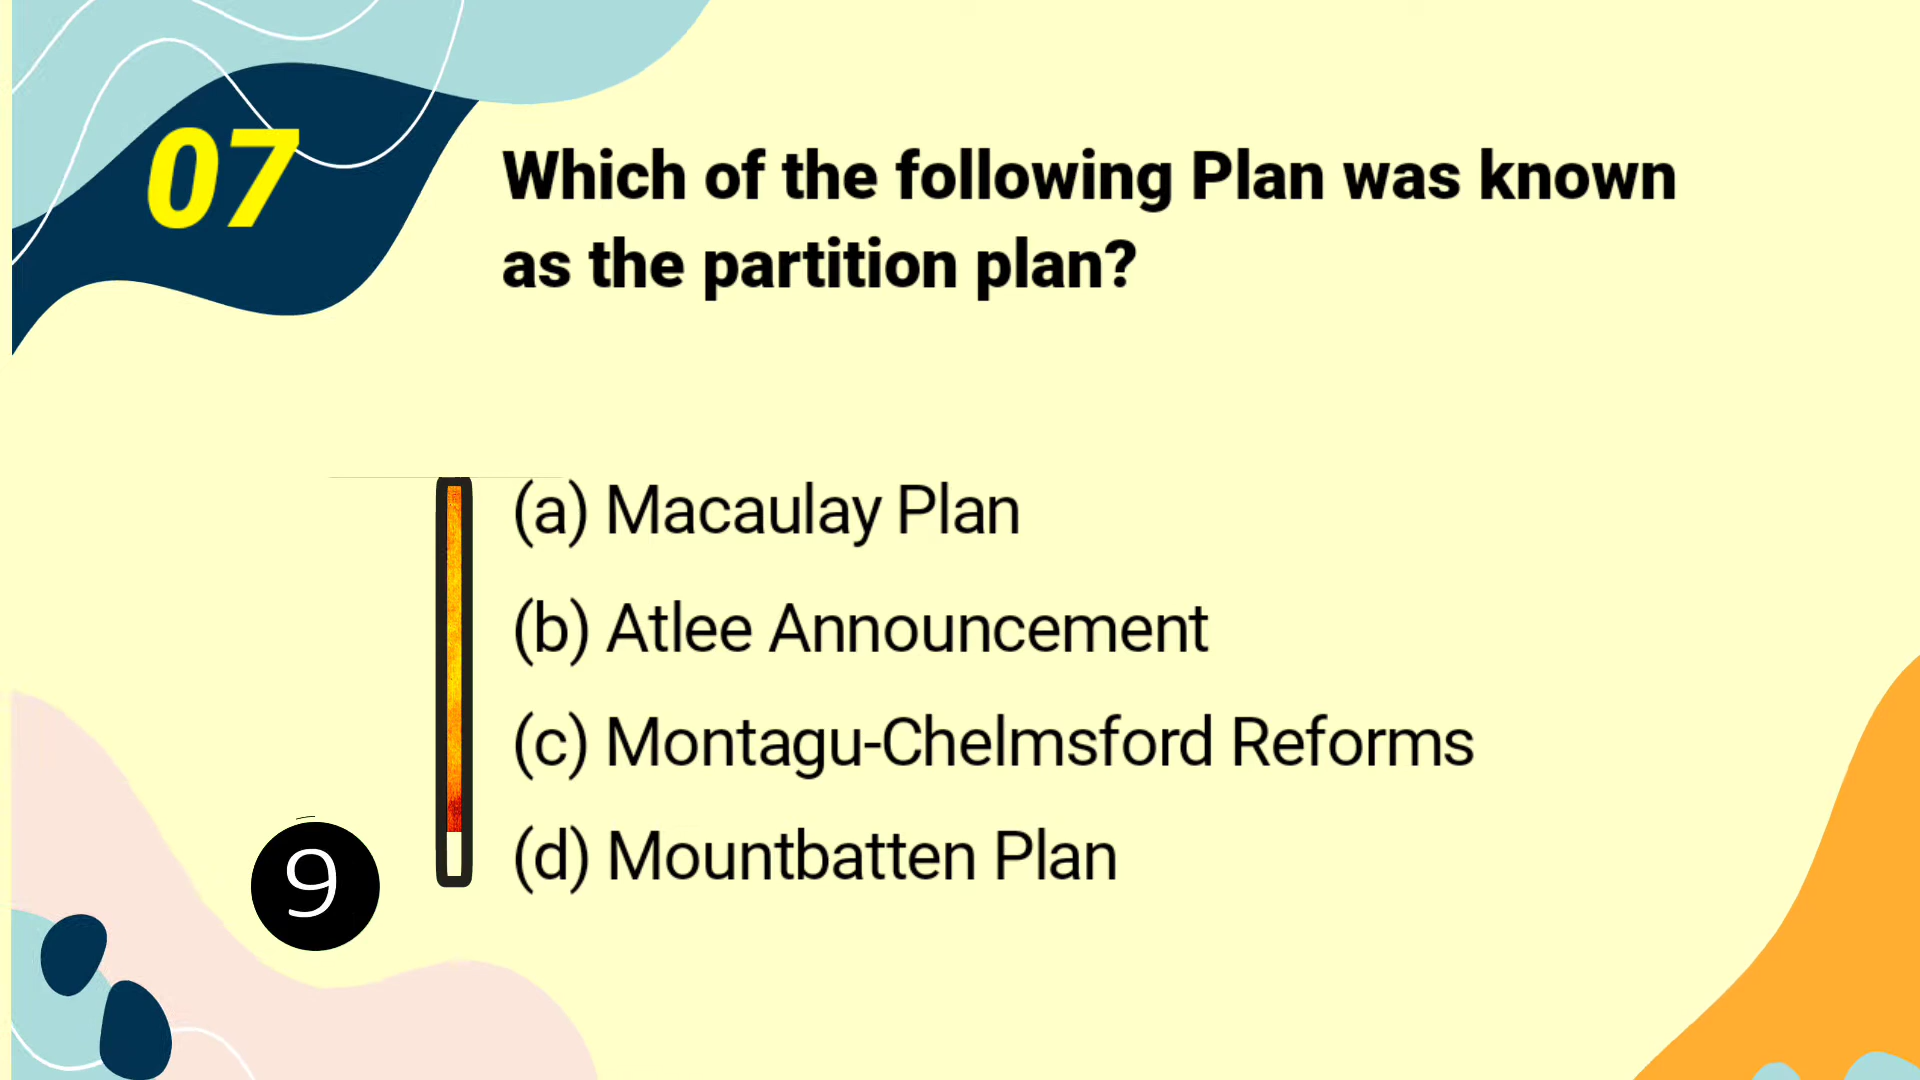 07
Which of the following Plan was known
as the partition plan?
(a) Macaulay Plan
(b) Atlee Announcement
(c) Montagu-Chelmsford Reforms
(d) Mountbatten Plan
9